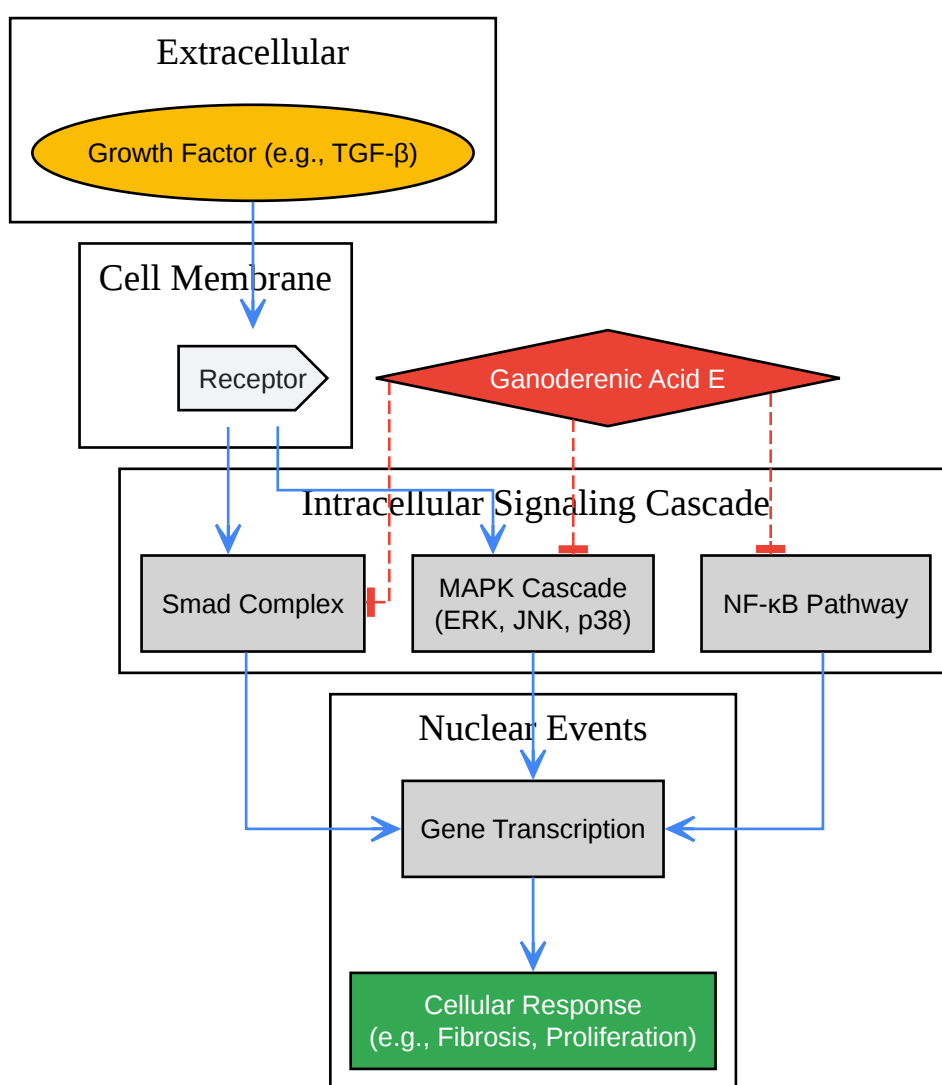 Extracellular
Growth Factor (e.g., TGF-β)
Cell Membrane
Receptor
Ganoderenic Acid E
Intracellular Signaling Cascade
Smad Complex
MAPK Cascade
(ERK, JNK, p38)
NF-κB Pathway
Nuclear Events
Gene Transcription
Cellular Response
(e.g., Fibrosis, Proliferation)